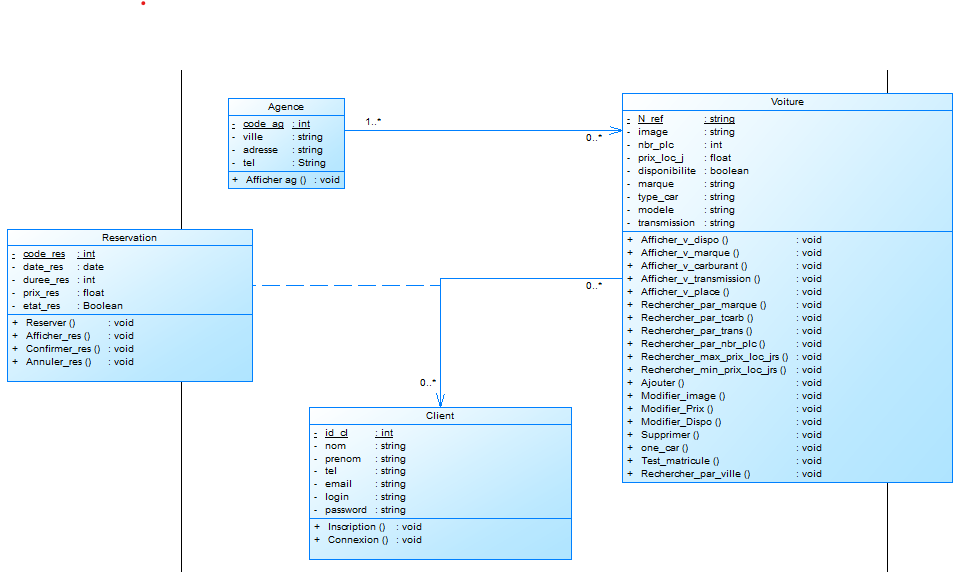 Agence
- code_ag : int
- ville : string
- adresse : string
- tel : String
+ Afficher ag () : void
1..*
0..*
Voiture
- N_ref : string
- image : string
- nbr_plc : int
- prix_loc_j : float
- disponibilite : boolean
- marque : string
- type_car : string
- modele : string
- transmission : string
+ Afficher_v_dispo () : void
+ Afficher_v_marque () : void
+ Afficher_v_carburant () : void
+ Afficher_v_transmission () : void
+ Afficher_v_place () : void
+ Rechercher_par_marque () : void
+ Rechercher_par_tcarb () : void
+ Rechercher_par_trans () : void
+ Rechercher_par_nbr_plc () : void
+ Rechercher_max_prix_loc_jrs () : void
+ Rechercher_min_prix_loc_jrs () : void
+ Ajouter () : void
+ Modifier_image () : void
+ Modifier_Prix () : void
+ Modifier_Dispo () : void
+ Supprimer () : void
+ one_car () : void
+ Test_matricule () : void
+ Rechercher_par_ville () : void
Reservation
- code_res : int
- date_res : date
- duree_res : int
- prix_res : float
- etat_res : Boolean
+ Reserver () : void
+ Afficher_res () : void
+ Confirmer_res () : void
+ Annuler_res () : void
0..*
0..*
Client
- id_cl : int
- nom : string
- prenom : string
- tel : string
- email : string
- login : string
- password : string
+ Inscription () : void
+ Connexion () : void